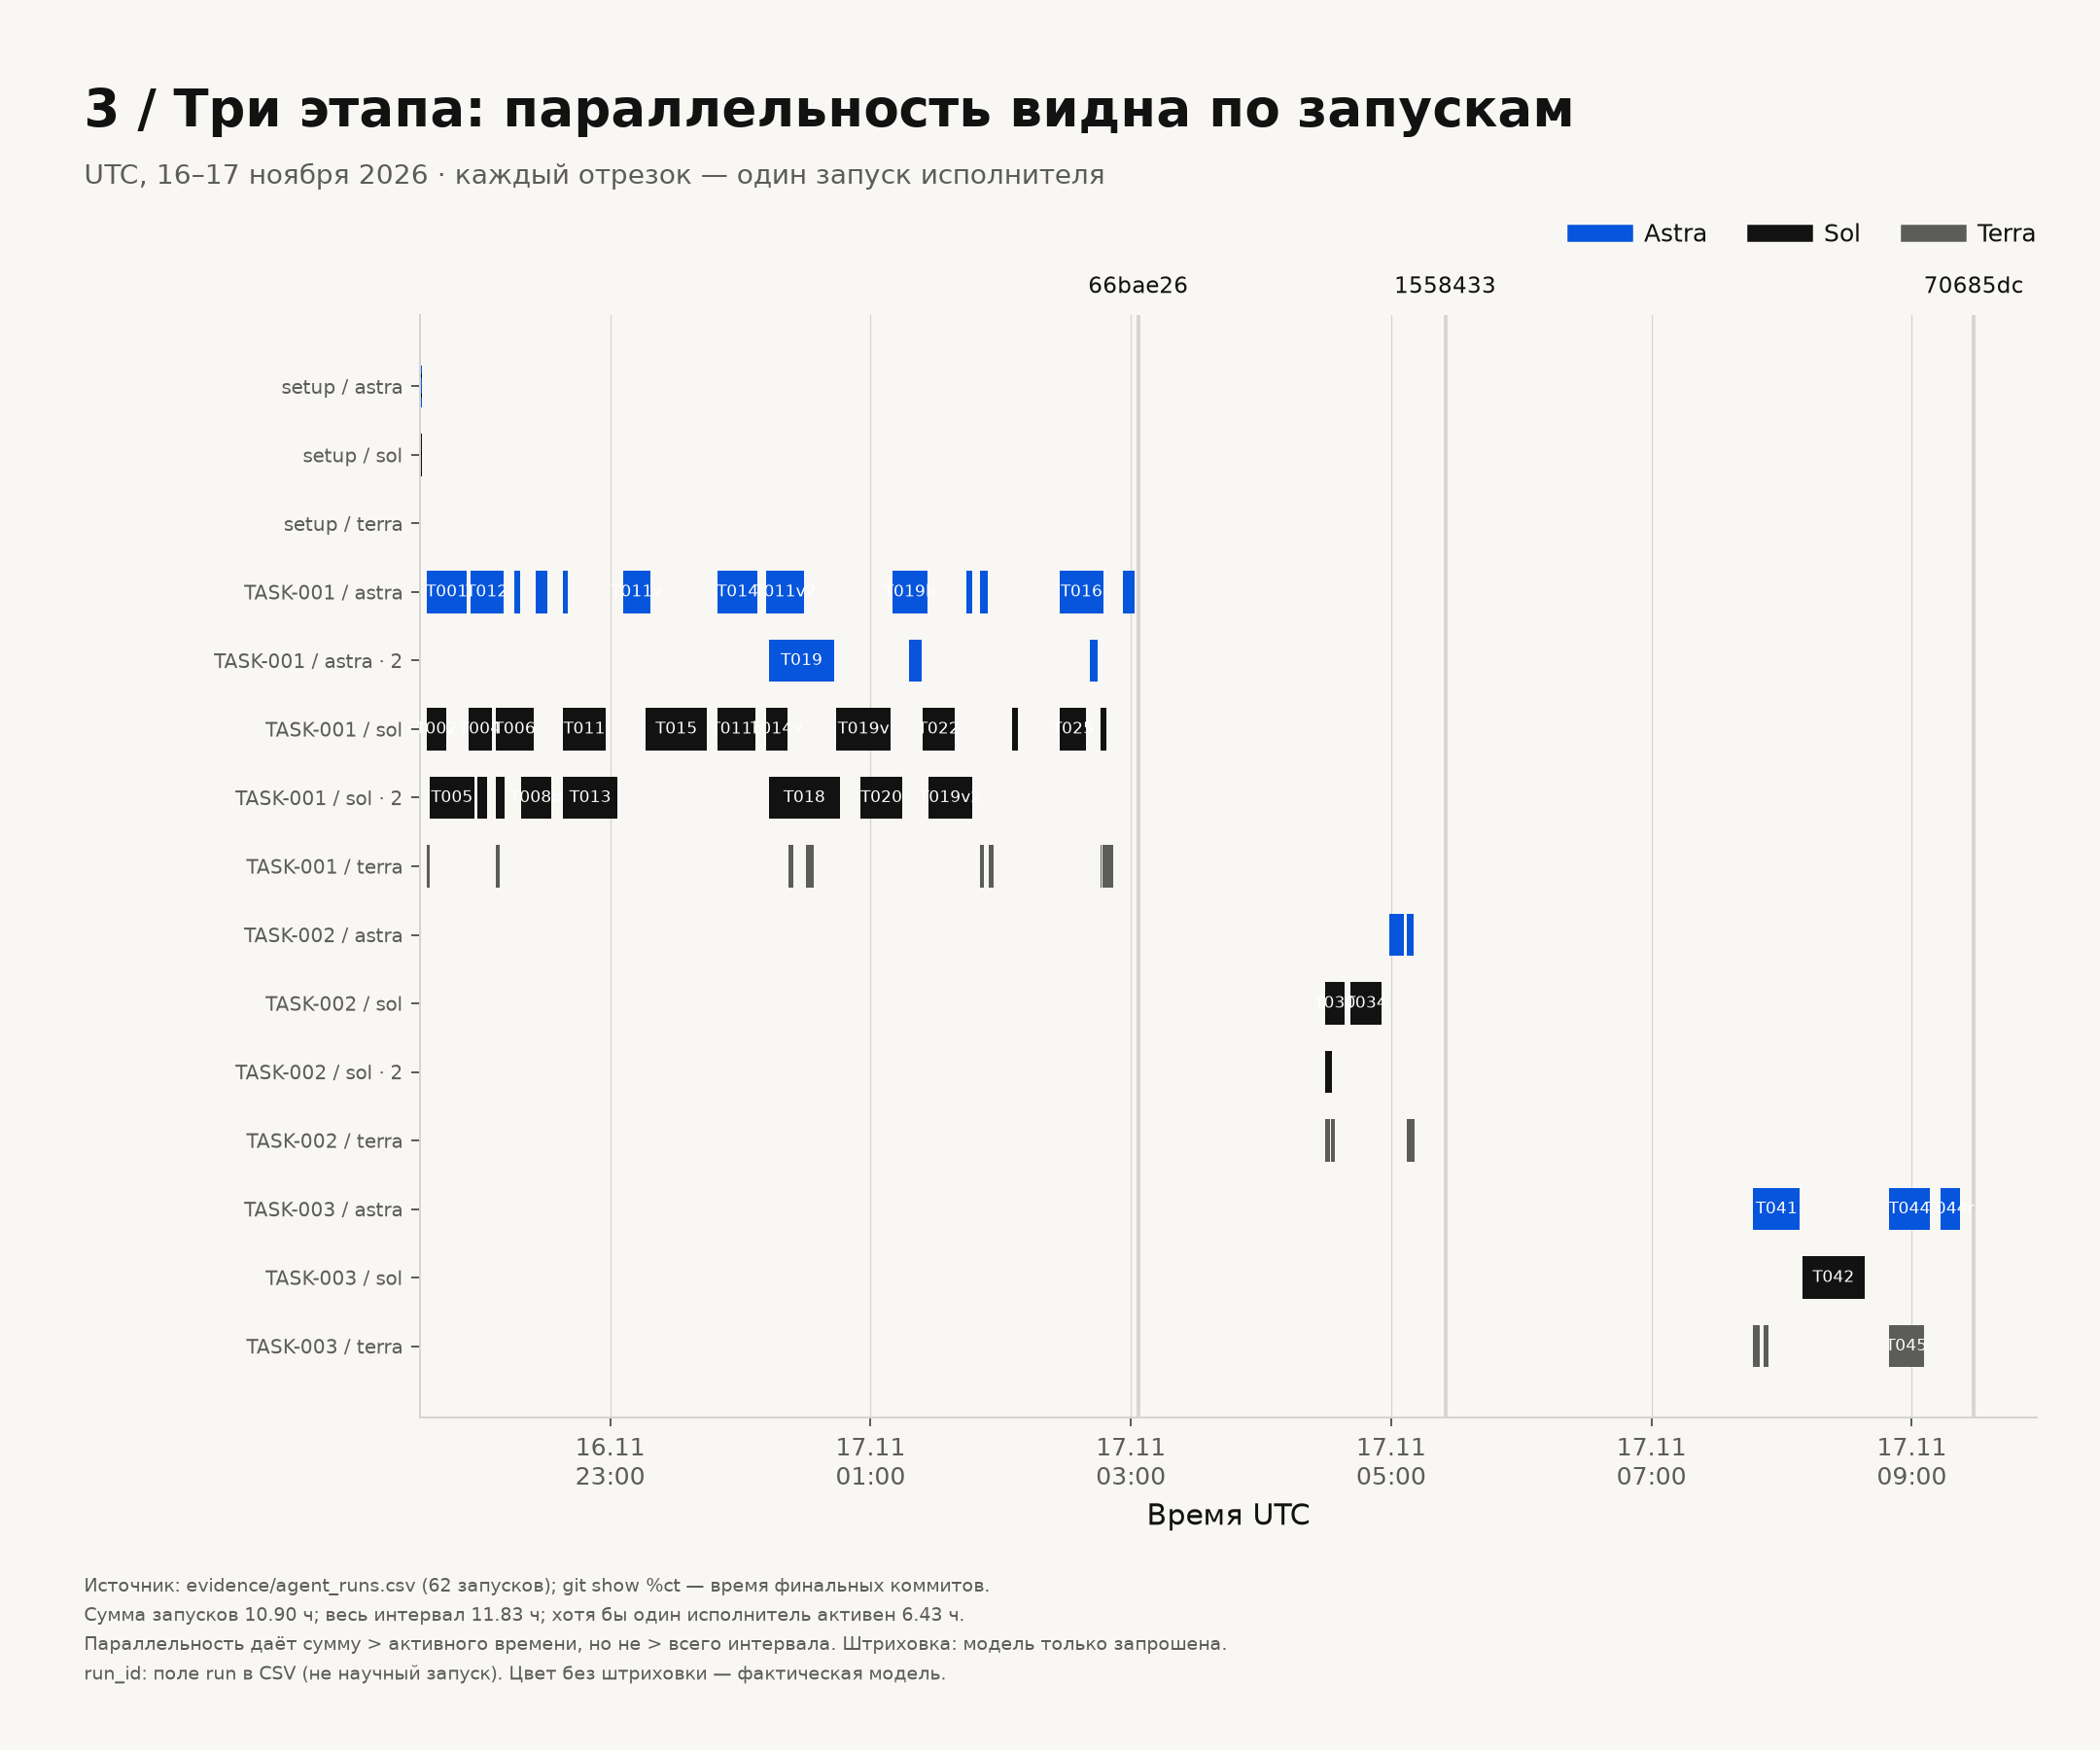 3 / Три этапа: параллельность видна по запускам
UTC, 16–17 ноября 2026 · каждый отрезок — один запуск исполнителя
Astra Sol Terra
66bae26 1558433 70685dc
setup / astra
setup / sol
setup / terra
TASK-001 / astra
T001 T012 T014 T016
TASK-001 / astra · 2
T019
TASK-001 / sol
T006 T011 T015 T019v T022
TASK-001 / sol · 2
T005 T013 T018 T020
TASK-001 / terra
TASK-002 / astra
TASK-002 / sol
TASK-002 / sol · 2
TASK-002 / terra
TASK-003 / astra
T041 T044
TASK-003 / sol
T042
TASK-003 / terra
T045
16.11 17.11 17.11 17.11 17.11 17.11
23:00 01:00 03:00 05:00 07:00 09:00
Время UTC
Источник: evidence/agent_runs.csv (62 запусков); git show %ct — время финальных коммитов.
Сумма запусков 10.90 ч; весь интервал 11.83 ч; хотя бы один исполнитель активен 6.43 ч.
Параллельность даёт сумму > активного времени, но не > всего интервала. Штриховка: модель только запрошена.
run_id: поле run в CSV (не научный запуск). Цвет без штриховки — фактическая модель.